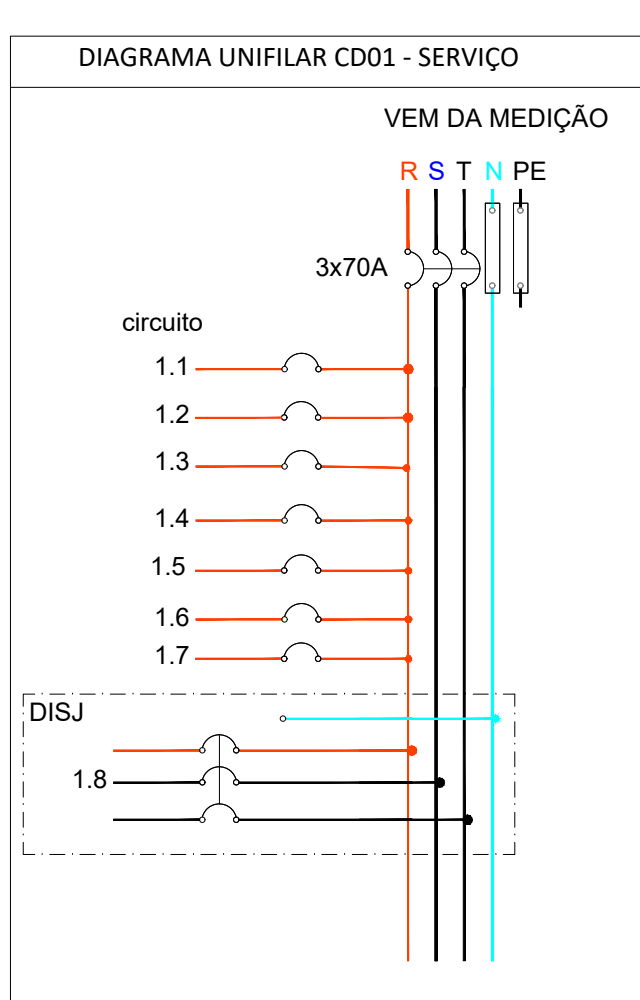 DIAGRAMA UNIFILAR CD01 - SERVIÇO
VEM DA MEDIÇÃO
R S T N PE
3x70A
circuito
1.1
1.2
1.3
1.4
1.5
1.6
1.7
DISJ
1.8